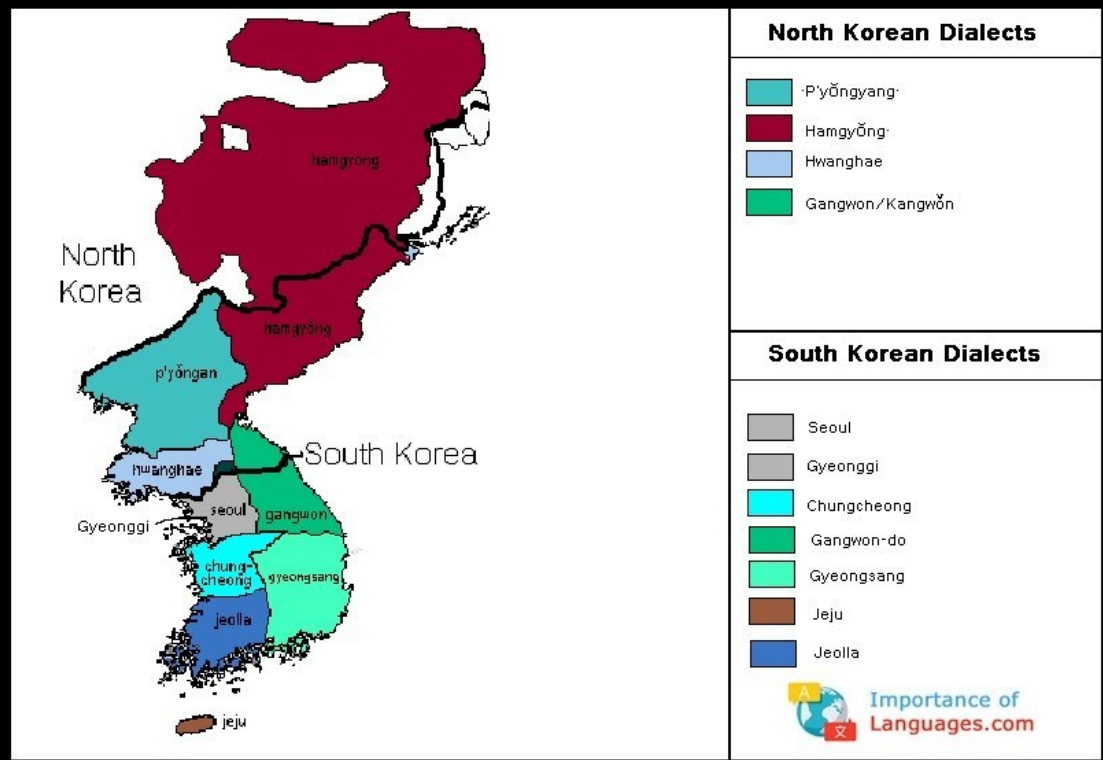 North Korean Dialects
·P'yŏngyang·
Hamgyŏng·
Hwanghae
Gangwon/Kangwŏn
South Korean Dialects
Seoul
Gyeonggi
Chungcheong
Gangwon-do
Gyeongsang
Jeju
Jeolla
Importance of
Languages.com
A
文
hamgyong
North
Korea
hamgyŏng
p'yŏngan
hwanghae
South Korea
seoul
gangwon
Gyeonggi
chung-
cheong
gyeongsang
jeolla
jeju